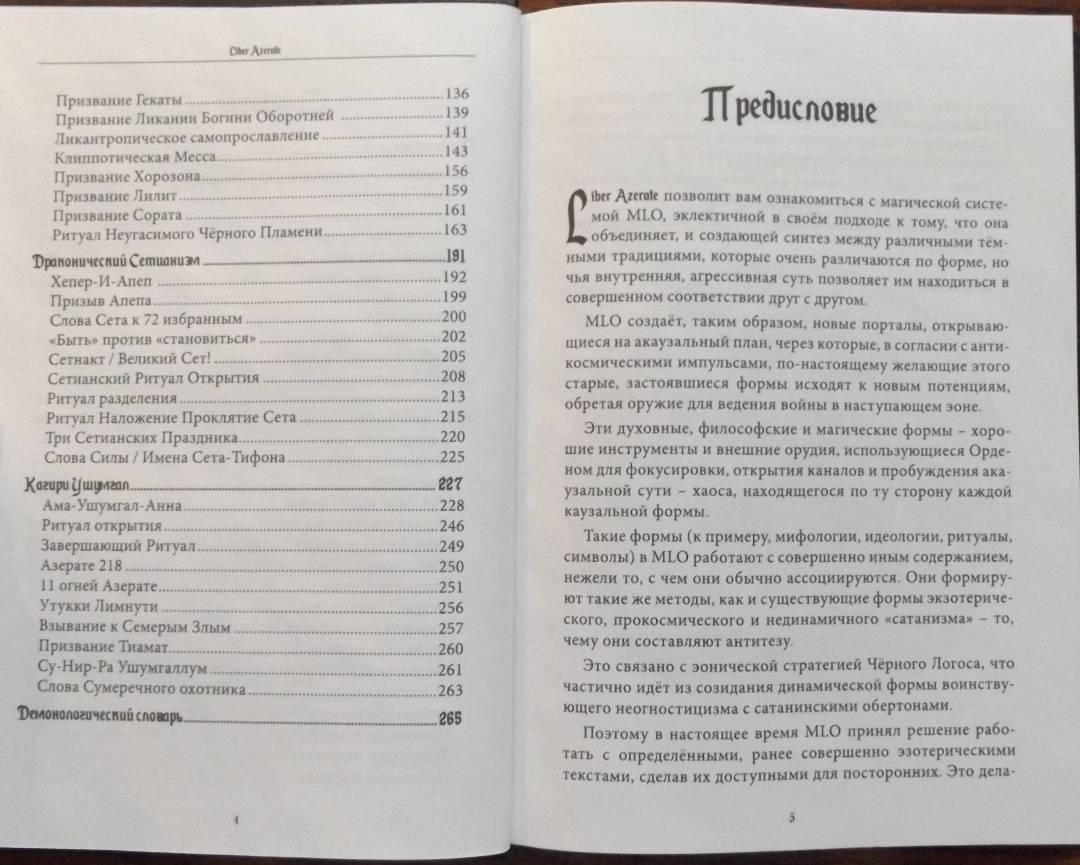 Liber Azerate
Призвание Гекаты 136
Призвание Ликании Богини Оборотней 139
Ликантропическое самопрославление 141
Клиппотическая Месса 143
Призвание Хорозона 156
Призвание Лилит 159
Призвание Сората 161
Ритуал Неугасимого Чёрного Пламени 163
Драконический Сетианизм 191
Хепер-И-Апеп 192
Призыв Апепа 199
Слова Сета к 72 избранным 200
«Быть» против «становиться» 202
Сетнакт / Великий Сет! 205
Сетианский Ритуал Открытия 208
Ритуал разделения 213
Ритуал Наложение Проклятие Сета 215
Три Сетианских Праздника 220
Слова Силы / Имена Сета-Тифона 225
Кагири Ушумгал 227
Ама-Ушумгал-Анна 228
Ритуал открытия 246
Завершающий Ритуал 249
Азерате 218 250
11 огней Азерате 251
Утукки Лимнути 256
Взывание к Семерым Злым 257
Призвание Тиамат 260
Су-Нир-Ра Ушумгаллум 261
Слова Сумеречного охотника 263
Демонологический словарь 265
4
Предисловие
Liber Azerate позволит вам ознакомиться с магической систе-
мой MLO, эклектичной в своём подходе к тому, что она
объединяет, и создающей синтез между различными тём-
ными традициями, которые очень различаются по форме, но
чья внутренняя, агрессивная суть позволяет им находиться в
совершенном соответствии друг с другом.
MLO создаёт, таким образом, новые порталы, открываю-
щиеся на акаузальный план, через которые, в согласии с анти-
космическими импульсами, по-настоящему желающие этого
старые, застоявшиеся формы исходят к новым потенциям,
обретая оружие для ведения войны в наступающем эоне.
Эти духовные, философские и магические формы – хоро-
шие инструменты и внешние орудия, использующиеся Орде-
ном для фокусировки, открытия каналов и пробуждения ака-
узальной сути – хаоса, находящегося по ту сторону каждой
каузальной формы.
Такие формы (к примеру, мифологии, идеологии, ритуалы,
символы) в MLO работают с совершенно иным содержанием,
нежели то, с чем они обычно ассоциируются. Они формиру-
ют такие же методы, как и существующие формы экзотериче-
ского, прокосмического и нединамичного «сатанизма» – то,
чему они составляют антитезу.
Это связано с эонической стратегией Чёрного Логоса, что
частично идёт из созидания динамической формы воинству-
ющего неогностицизма с сатанинскими обертонами.
Поэтому в настоящее время MLO принял решение рабо-
тать с определёнными, ранее совершенно эзотерическими
текстами, сделав их доступными для посторонних. Это дела-
5